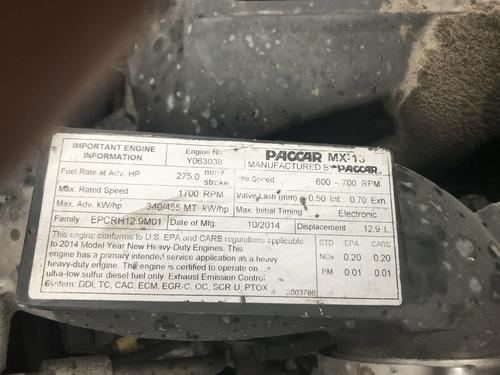 IMPORTANT ENGINE INFORMATION
Engine No. Y063038
PACCAR MX-13
MANUFACTURED BY PACCAR
Fuel Rate at Adv. HP 275.0 mm³/ stroke
Idle Speed 600 - 700 RPM
Max. Rated Speed 1700 RPM
Valve Lash (mm) 0.50 Int. 0.70 Exh
Max. Adv. kW/hp 340/455 MT kW/hp
Max. Initial Timing Electronic
Family EPCRH12.9M01 Date of Mfg. 10/2014 Displacement 12.9 L
This engine conforms to U.S. EPA and CARB regulations applicable
to 2014 Model Year New Heavy-Duty Engines. This
engine has a primary intended service application as a heavy
heavy-duty engine. The engine is certified to operate on
ultra-low sulfur diesel fuel only. Exhaust Emission Control
System: DDI, TC, CAC, ECM, EGR-C, OC, SCR-U, PTOX
STD EPA CARB
NOx 0.20 0.20
PM 0.01 0.01
2003786